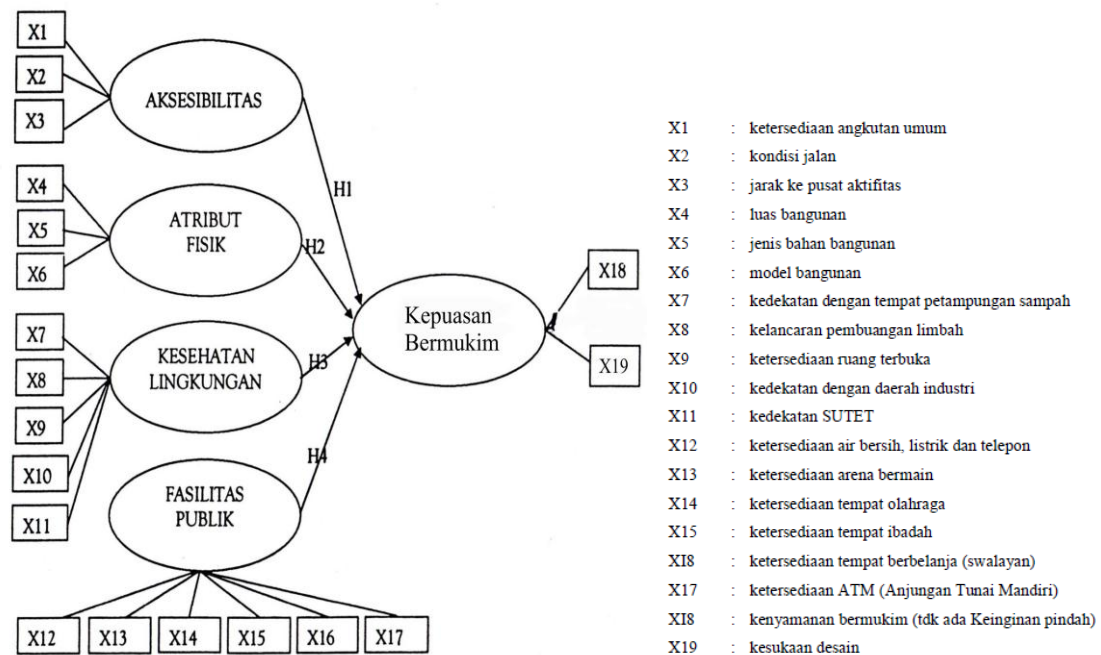 X1
X2
X3
AKSESIBILITAS
H1
X4
X5
X6
ATRIBUT
FISIK
H2
X7
X8
X9
X10
X11
KESEHATAN
LINGKUNGAN
H3
FASILITAS
PUBLIK
H4
X12 X13 X14 X15 X16 X17
Kepuasan
Bermukim
X18
X19
X1 : ketersediaan angkutan umum
X2 : kondisi jalan
X3 : jarak ke pusat aktifitas
X4 : luas bangunan
X5 : jenis bahan bangunan
X6 : model bangunan
X7 : kedekatan dengan tempat petampungan sampah
X8 : kelancaran pembuangan limbah
X9 : ketersediaan ruang terbuka
X10 : kedekatan dengan daerah industri
X11 : kedekatan SUTET
X12 : ketersediaan air bersih, listrik dan telepon
X13 : ketersediaan arena bermain
X14 : ketersediaan tempat olahraga
X15 : ketersediaan tempat ibadah
XI8 : ketersediaan tempat berbelanja (swalayan)
X17 : ketersediaan ATM (Anjungan Tunai Mandiri)
XI8 : kenyamanan bermukim (tdk ada Keinginan pindah)
X19 : kesukaan desain